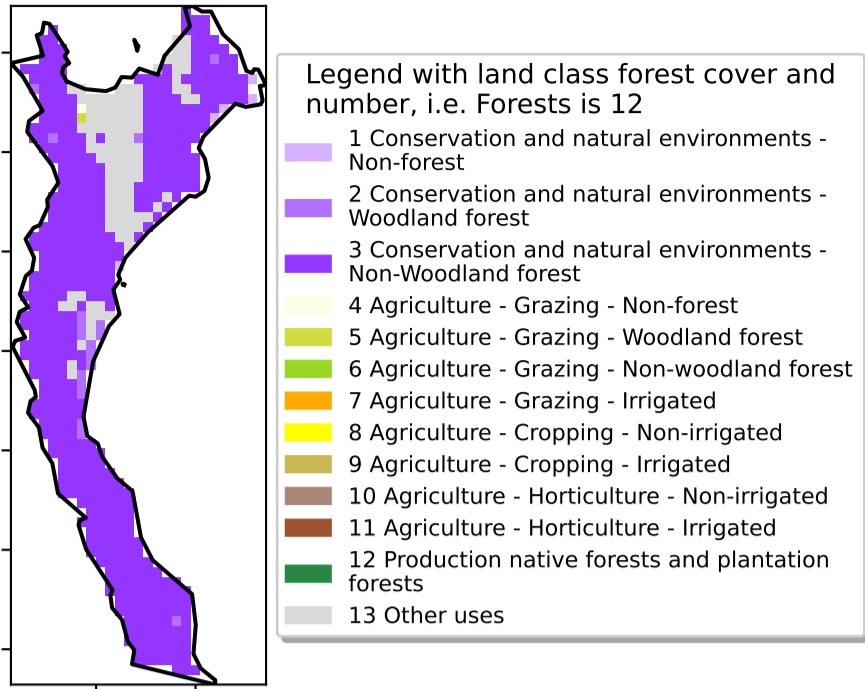 Legend with land class forest cover and
number, i.e. Forests is 12
1 Conservation and natural environments -
Non-forest
2 Conservation and natural environments -
Woodland forest
3 Conservation and natural environments -
Non-Woodland forest
4 Agriculture - Grazing - Non-forest
5 Agriculture - Grazing - Woodland forest
6 Agriculture - Grazing - Non-woodland forest
7 Agriculture - Grazing - Irrigated
8 Agriculture - Cropping - Non-irrigated
9 Agriculture - Cropping - Irrigated
10 Agriculture - Horticulture - Non-irrigated
11 Agriculture - Horticulture - Irrigated
12 Production native forests and plantation
forests
13 Other uses